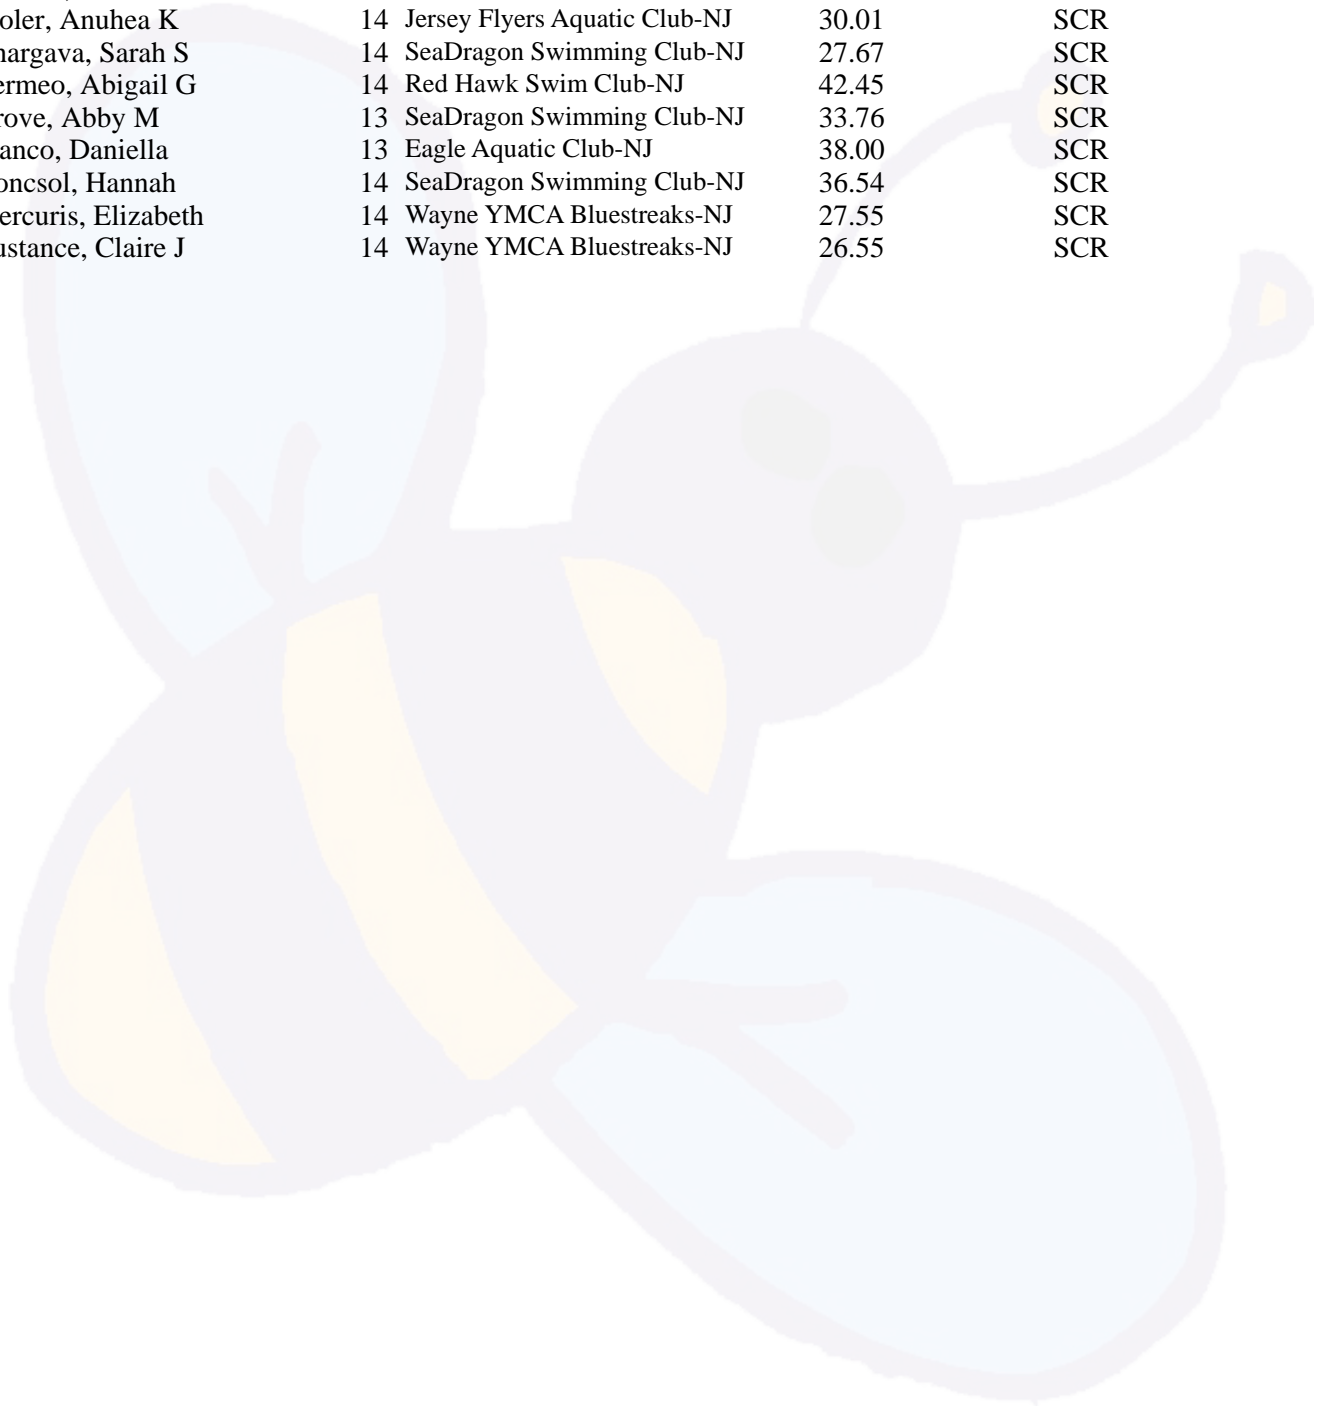 oler, Anuhea K 14 Jersey Flyers Aquatic Club-NJ 30.01 SCR
hargava, Sarah S 14 SeaDragon Swimming Club-NJ 27.67 SCR
ermeo, Abigail G 14 Red Hawk Swim Club-NJ 42.45 SCR
rove, Abby M 13 SeaDragon Swimming Club-NJ 33.76 SCR
anco, Daniella 13 Eagle Aquatic Club-NJ 38.00 SCR
oncsol, Hannah 14 SeaDragon Swimming Club-NJ 36.54 SCR
ercuris, Elizabeth 14 Wayne YMCA Bluestreaks-NJ 27.55 SCR
ustance, Claire J 14 Wayne YMCA Bluestreaks-NJ 26.55 SCR